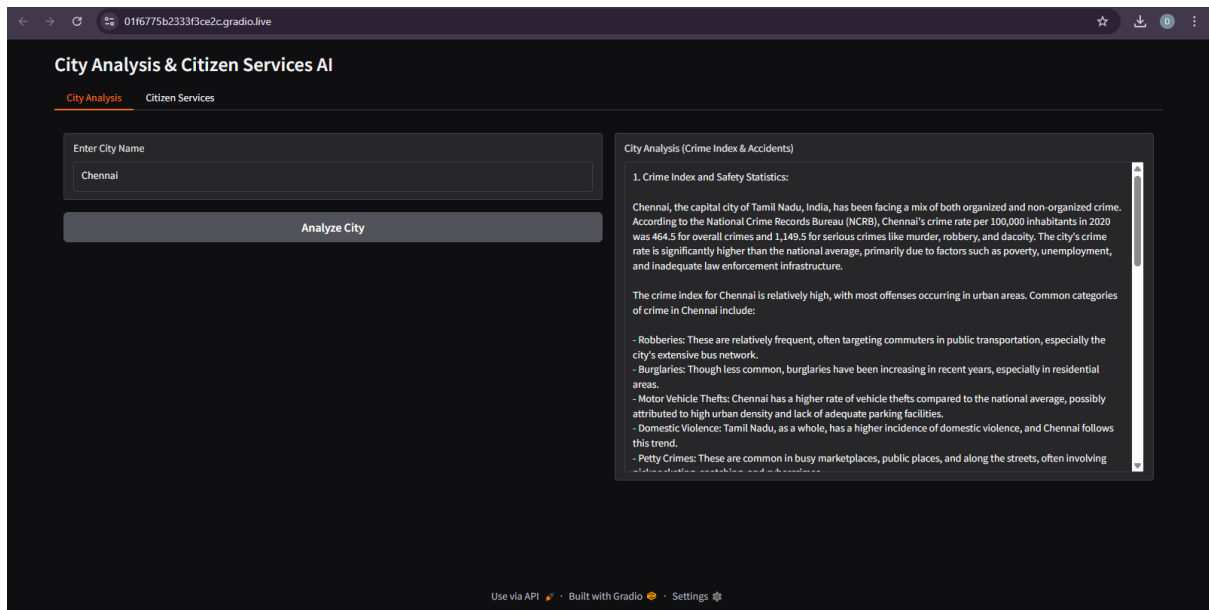 01f6775b2333f3ce2c.gradio.live
D
City Analysis & Citizen Services AI
City Analysis
Citizen Services
Enter City Name
Chennai
Analyze City
City Analysis (Crime Index & Accidents)
1. Crime Index and Safety Statistics:
Chennai, the capital city of Tamil Nadu, India, has been facing a mix of both organized and non-organized crime.
According to the National Crime Records Bureau (NCRB), Chennai's crime rate per 100,000 inhabitants in 2020
was 464.5 for overall crimes and 1,149.5 for serious crimes like murder, robbery, and dacoity. The city's crime
rate is significantly higher than the national average, primarily due to factors such as poverty, unemployment,
and inadequate law enforcement infrastructure.
The crime index for Chennai is relatively high, with most offenses occurring in urban areas. Common categories
of crime in Chennai include:
- Robberies: These are relatively frequent, often targeting commuters in public transportation, especially the
city's extensive bus network.
- Burglaries: Though less common, burglaries have been increasing in recent years, especially in residential
areas.
- Motor Vehicle Thefts: Chennai has a higher rate of vehicle thefts compared to the national average, possibly
attributed to high urban density and lack of adequate parking facilities.
- Domestic Violence: Tamil Nadu, as a whole, has a higher incidence of domestic violence, and Chennai follows
this trend.
- Petty Crimes: These are common in busy marketplaces, public places, and along the streets, often involving
Use via API · Built with Gradio · Settings